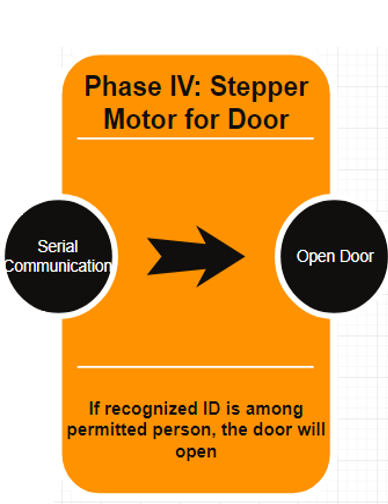 Phase IV: Stepper
Motor for Door
Serial
Communication
Open Door
If recognized ID is among
permitted person, the door will
open